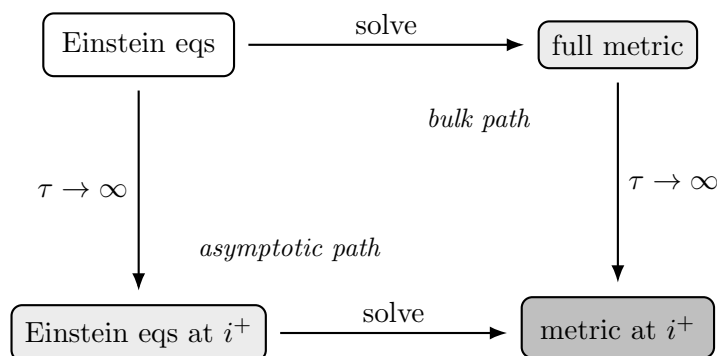 Einstein eqs
solve
full metric
bulk path
τ → ∞
τ → ∞
asymptotic path
Einstein eqs at i⁺
solve
metric at i⁺